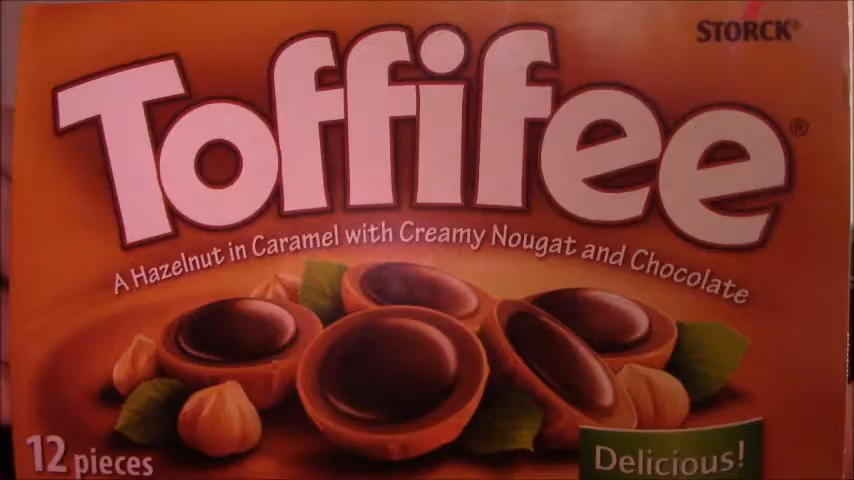 STORCK®
Toffifee®
A Hazelnut in Caramel with Creamy Nougat and Chocolate
12 pieces
Delicious!